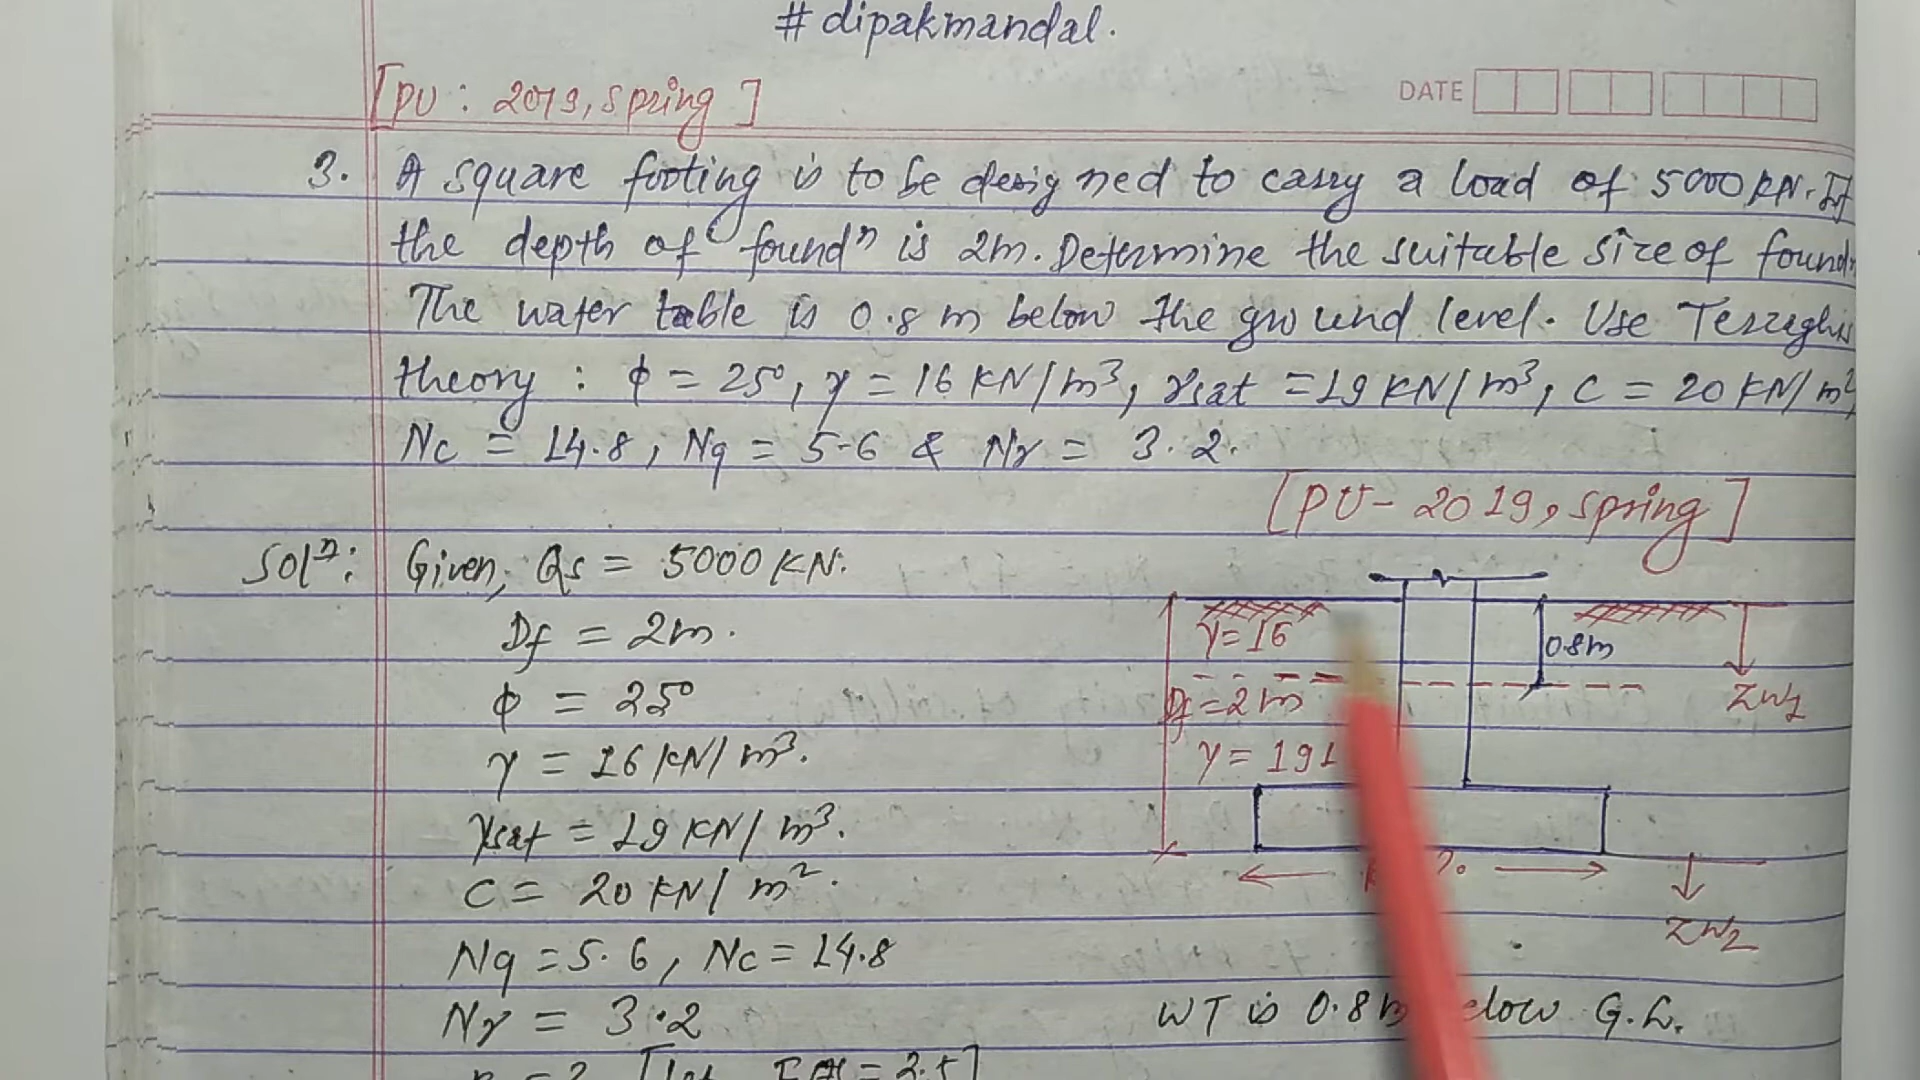 #dipakmandal.
[PU: 2019, spring]
DATE
3. A square footing is to be designed to carry a load of 5000 KN. If
the depth of foundⁿ is 2m. Determine the suitable size of foundⁿ
The water table is 0.8 m below the ground level. Use Terzaghi's
theory : φ = 25°, γ = 16 KN/m³, γsat = 19 KN/m³, C = 20 KN/m²,
Nc = 14.8, Nq = 5.6 & Nγ = 3.2.
[PU- 2019, spring]
Solⁿ: Given, Qs = 5000 KN.
Df = 2m.
φ = 25°
γ = 16 KN/m³.
γsat = 19 KN/m³.
C = 20 KN/m².
Nq = 5.6, Nc = 14.8
Nγ = 3.2
γ = 16
0.8m
Zw1
Df = 2m
γ = 19
Zw2
WT is 0.8 m below G.L.